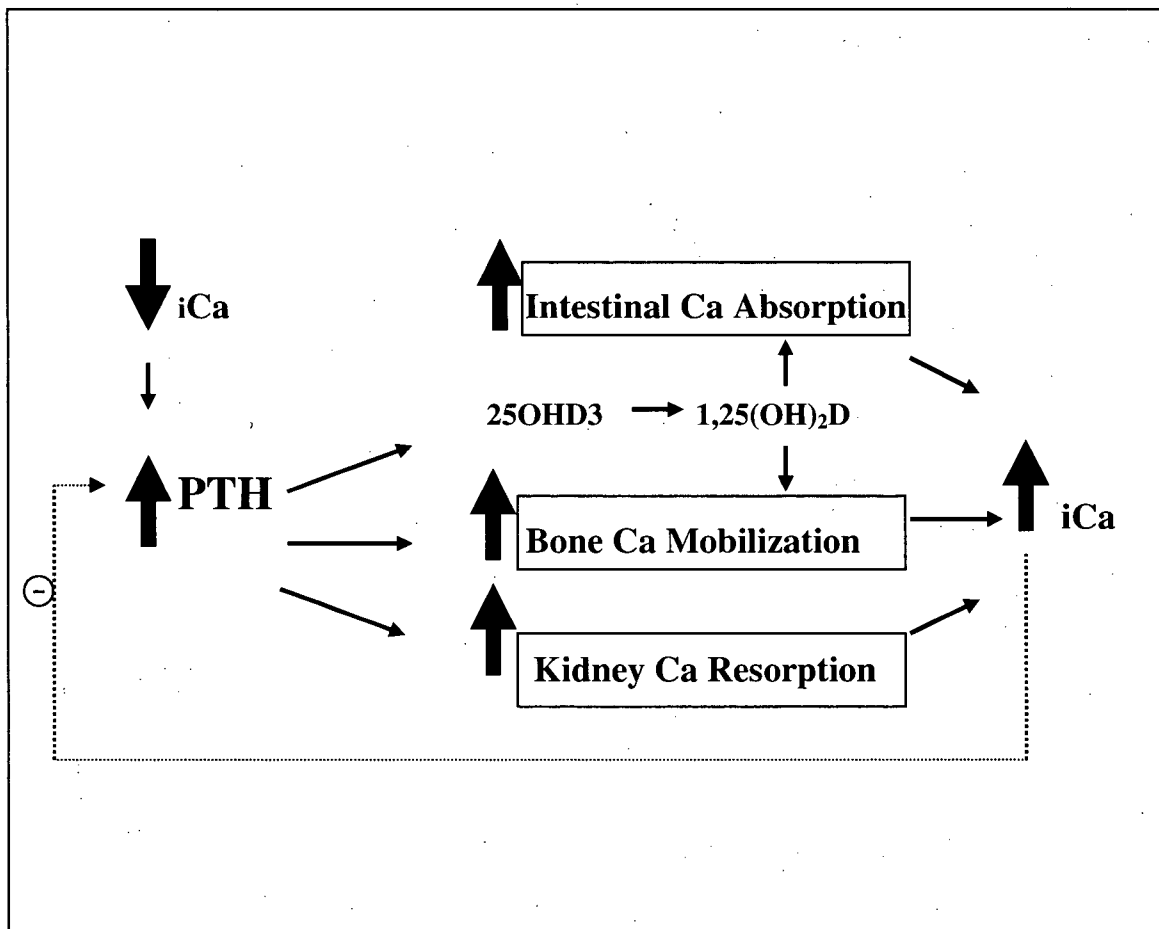 iCa
Intestinal Ca Absorption
25OHD3 1,25(OH)₂D
PTH
Bone Ca Mobilization
iCa
Kidney Ca Resorption
-